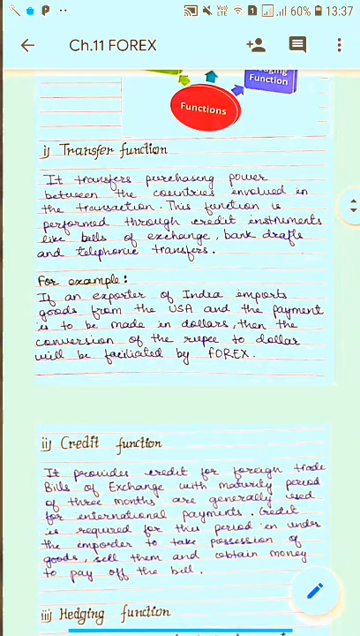 60% 13:37
Ch.11 FOREX
Function
Functions
i) Transfer function
It transfers purchasing power
between the countries involved in
the transaction. This function is
performed through credit instruments
like bills of exchange, bank drafts
and telephonic transfers.
For example:
If an exporter of India imports
goods from the USA and the payment
is to be made in dollars, then the
conversion of the rupee to dollar
will be faciliated by FOREX.
ii) Credit function
It provides credit for foreign trade
Bills of Exchange with maturity period
of three months are generally used
for international payments. Credit
is required for this period in under
the imporder to take possession of
goods, sell them and obtain money
to pay off the bill.
iii) Hedging function